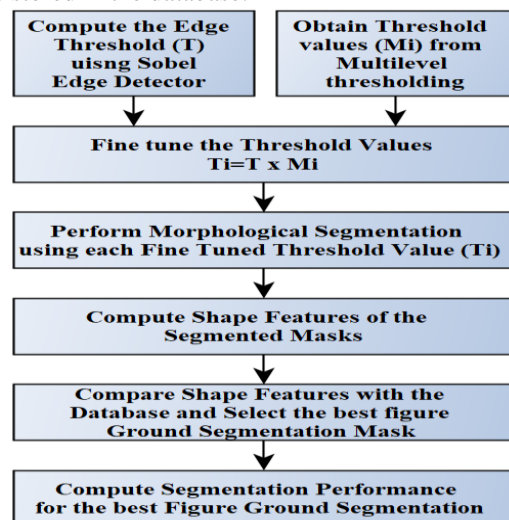 Compute the Edge
Threshold (T)
uisng Sobel
Edge Detector
Obtain Threshold
values (Mi) from
Multilevel
thresholding
Fine tune the Threshold Values
Ti=T x Mi
Perform Morphological Segmentation
using each Fine Tuned Threshold Value (Ti)
Compute Shape Features of the
Segmented Masks
Compare Shape Features with the
Database and Select the best figure
Ground Segmentation Mask
Compute Segmentation Performance
for the best Figure Ground Segmentation